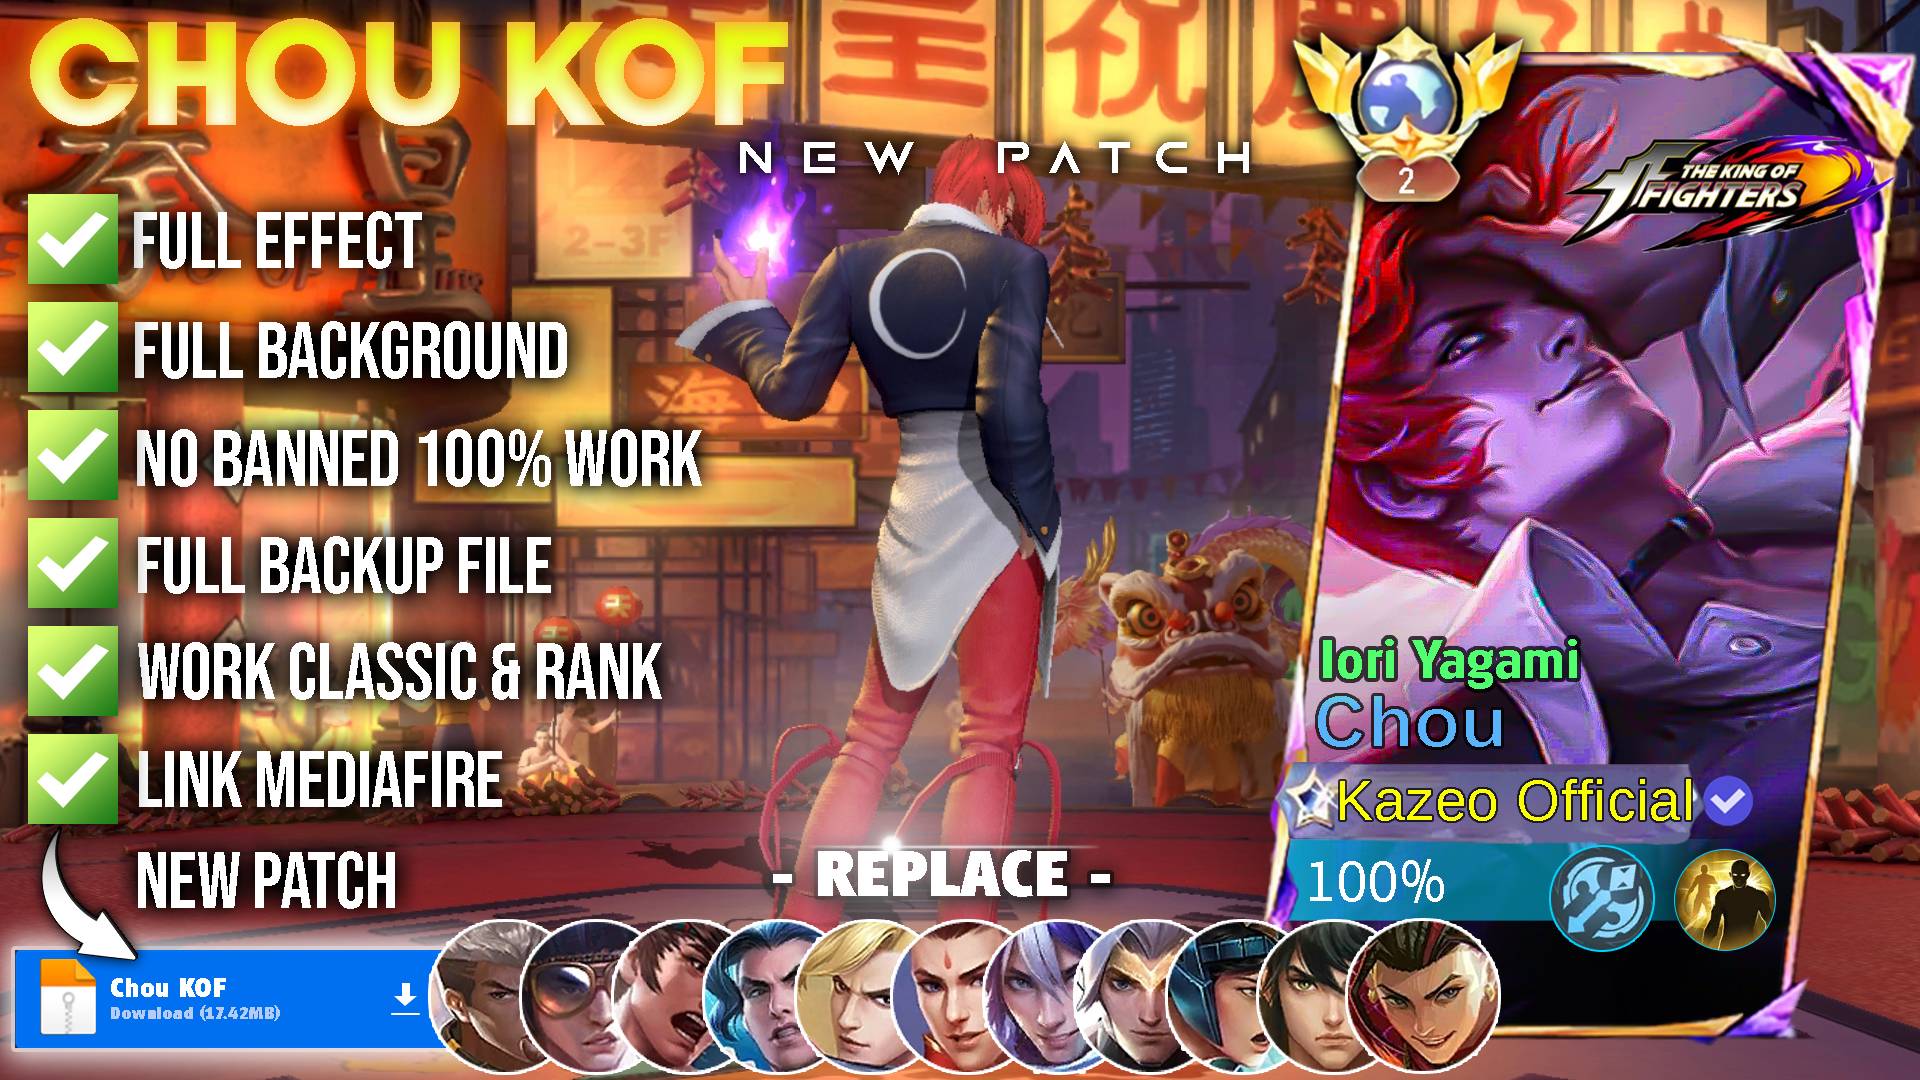 CHOU KOF
NEW PATCH
2
THE KING OF
FIGHTERS
2-3F
FULL EFFECT
FULL BACKGROUND
NO BANNED 100% WORK
FULL BACKUP FILE
WORK CLASSIC & RANK
LINK MEDIAFIRE
NEW PATCH
Chou KOF
Download (17.42MB)
- REPLACE -
Iori Yagami
Chou
Kazeo Official
100%